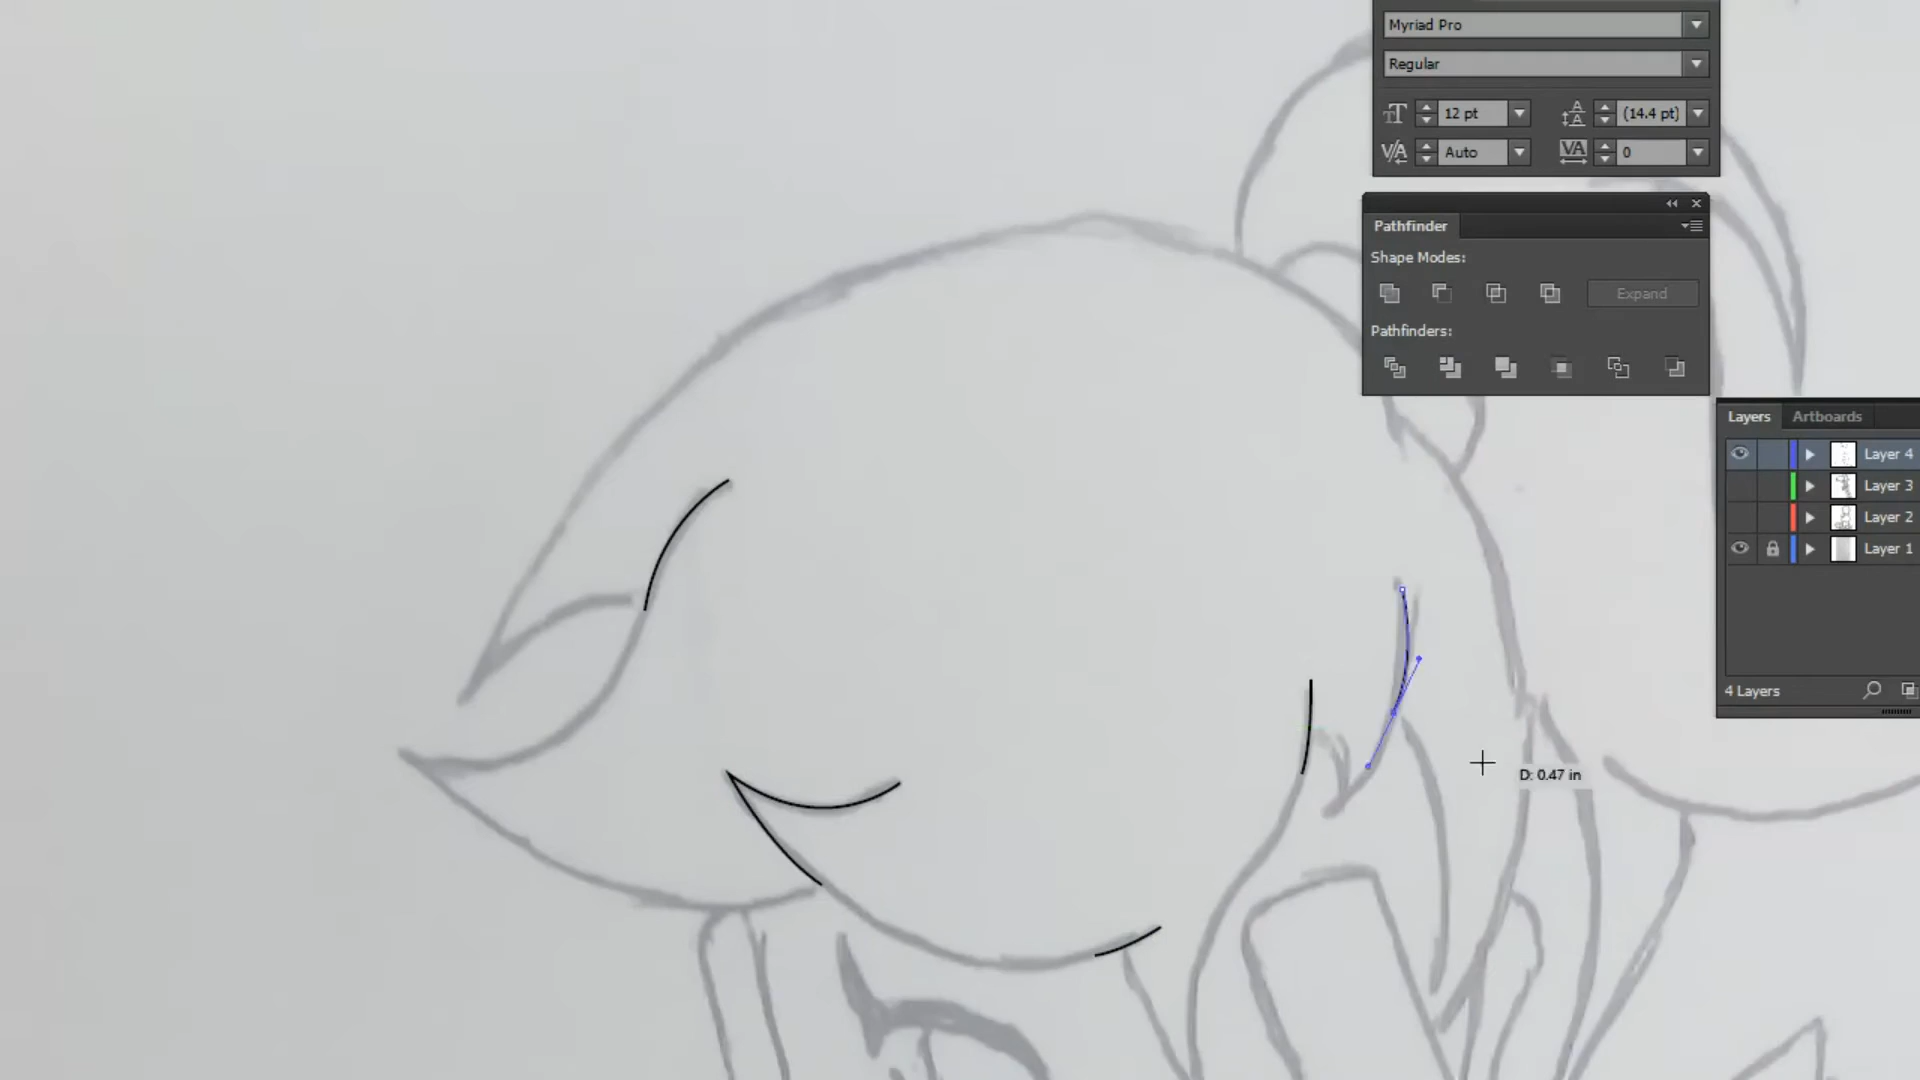 Myriad Pro
Regular
12 pt
(14.4 pt)
Auto
0
Pathfinder
Shape Modes:
Expand
Pathfinders:
Layers Artboards
Layer 4
Layer 3
Layer 2
Layer 1
4 Layers
D: 0.47 in